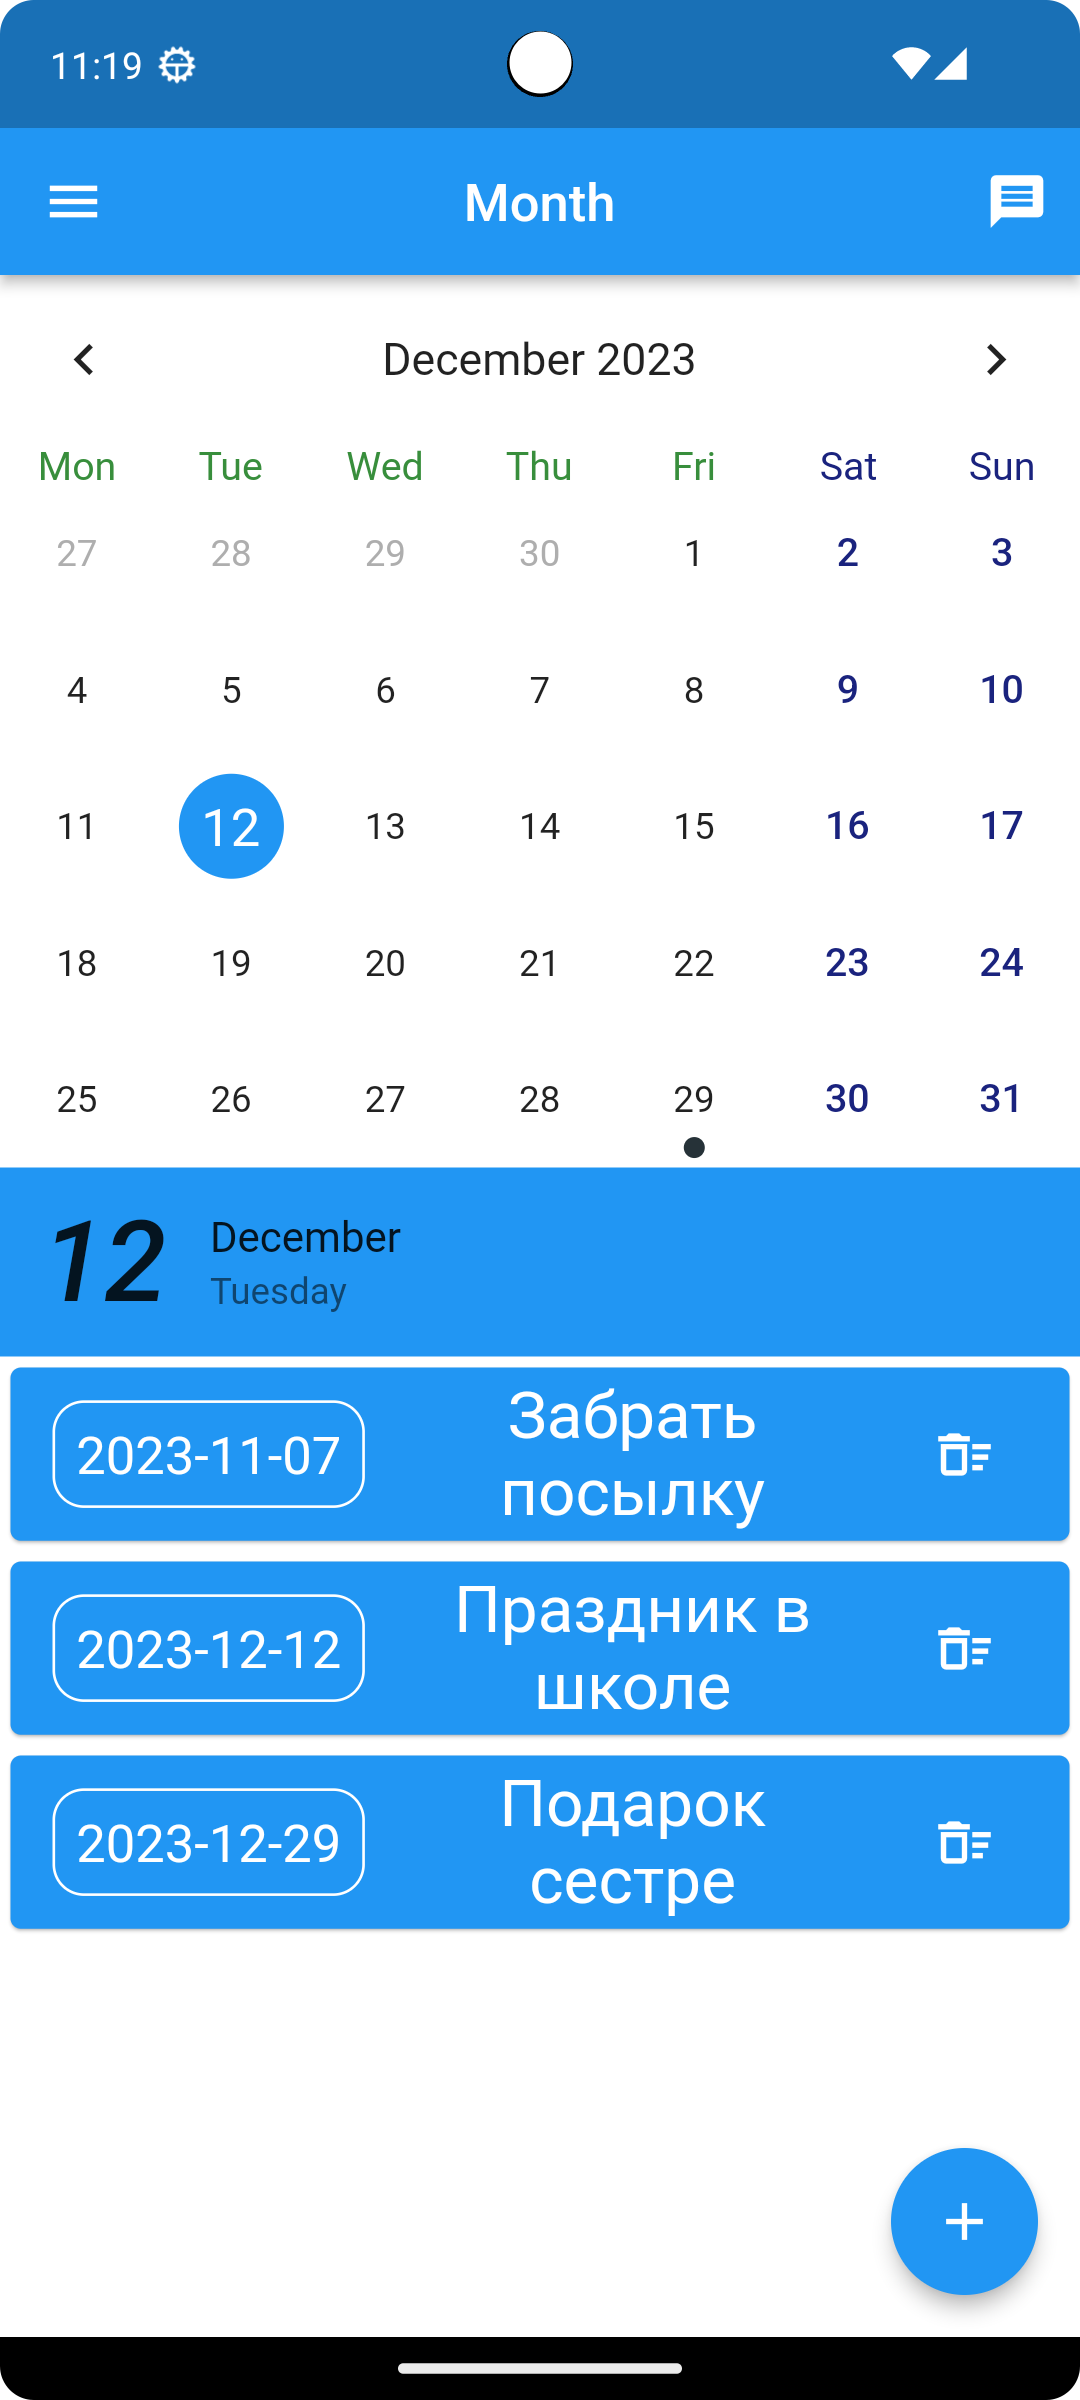 11:19
Month
December 2023
Mon Tue Wed Thu Fri Sat Sun
27 28 29 30 1 2 3
4 5 6 7 8 9 10
11 12 13 14 15 16 17
18 19 20 21 22 23 24
25 26 27 28 29 30 31
12
December
Tuesday
2023-11-07
Забрать
посылку
2023-12-12
Праздник в
школе
2023-12-29
Подарок
сестре